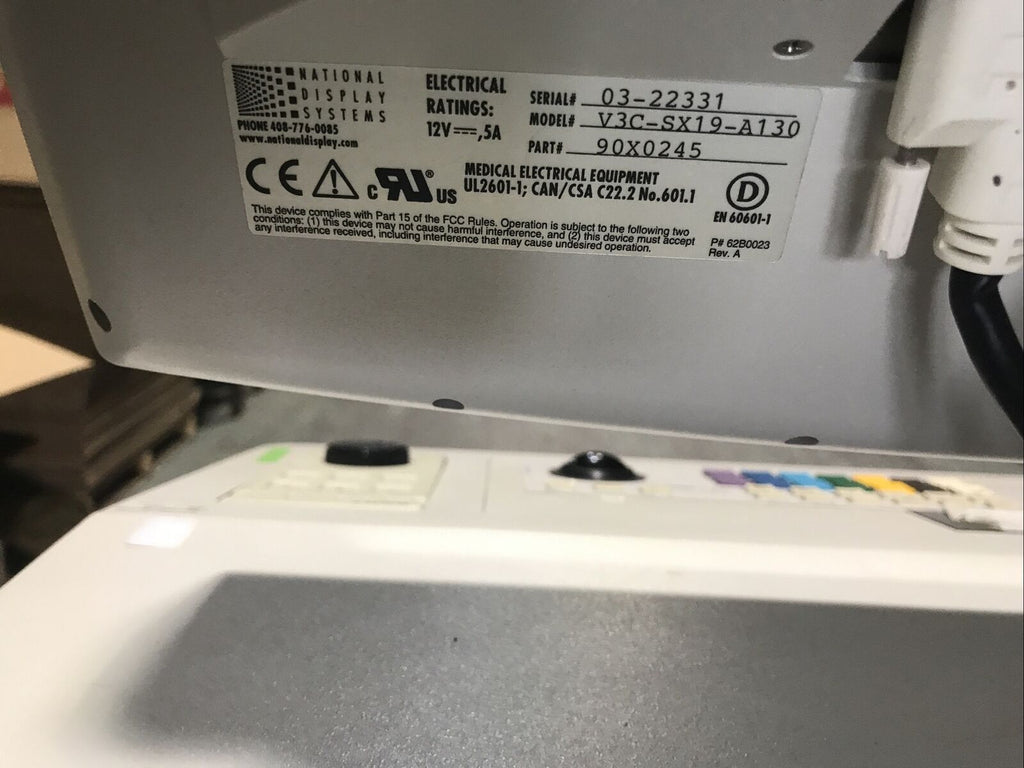 NATIONAL
DISPLAY
SYSTEMS
PHONE 408-776-0085
www.nationaldisplay.com
ELECTRICAL
RATINGS:
12V⎓,5A
SERIAL# 03-22331
MODEL# V3C-SX19-A130
PART# 90X0245
CE
c RU® US
MEDICAL ELECTRICAL EQUIPMENT
UL2601-1; CAN/CSA C22.2 No.601.1
D
EN 60601-1
This device complies with Part 15 of the FCC Rules. Operation is subject to the following two
conditions: (1) this device may not cause harmful interference, and (2) this device must accept
any interference received, including interference that may cause undesired operation.
P# 62B0023
Rev. A